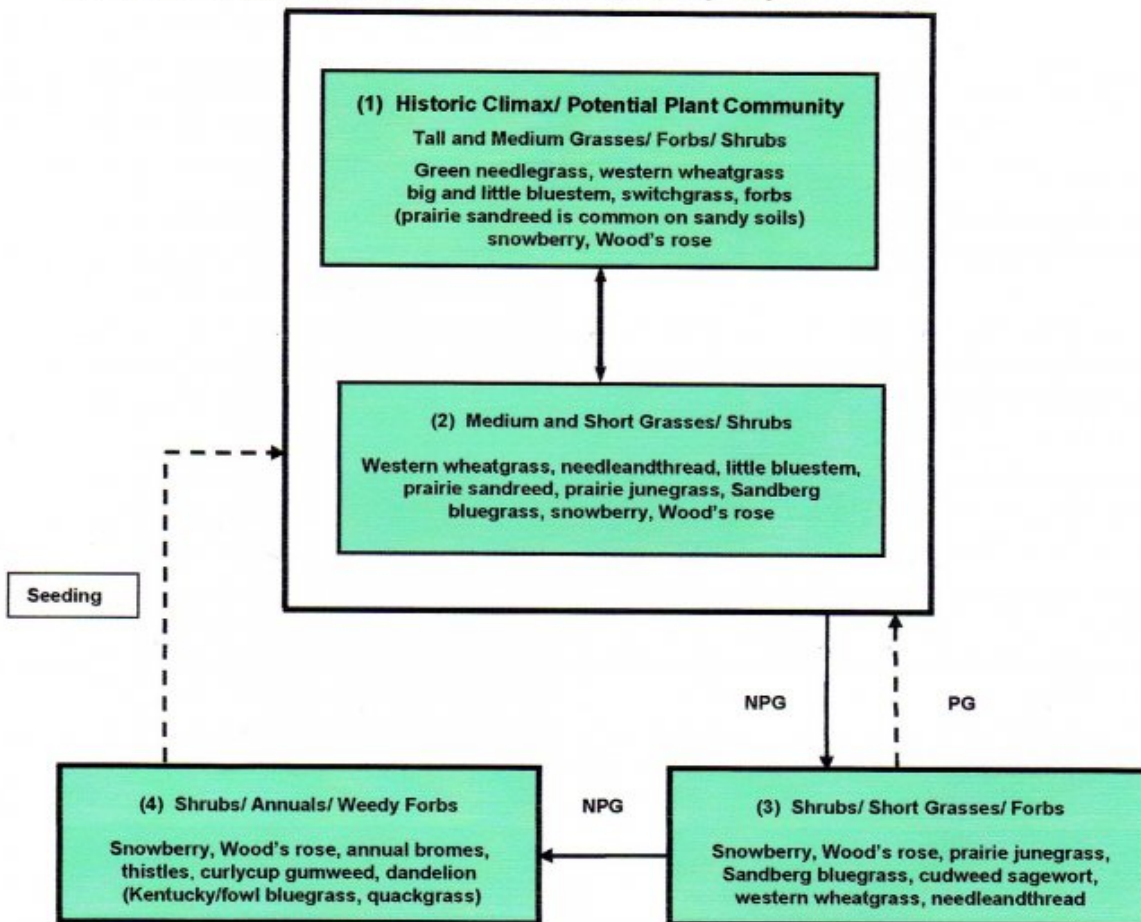 (1) Historic Climax/ Potential Plant Community
Tall and Medium Grasses/ Forbs/ Shrubs
Green needlegrass, western wheatgrass
big and little bluestem, switchgrass, forbs
(prairie sandreed is common on sandy soils)
snowberry, Wood's rose
(2) Medium and Short Grasses/ Shrubs
Western wheatgrass, needleandthread, little bluestem,
prairie sandreed, prairie junegrass, Sandberg
bluegrass, snowberry, Wood's rose
Seeding
NPG
PG
(4) Shrubs/ Annuals/ Weedy Forbs
Snowberry, Wood's rose, annual bromes,
thistles, curlycup gumweed, dandelion
(Kentucky/fowl bluegrass, quackgrass)
NPG
(3) Shrubs/ Short Grasses/ Forbs
Snowberry, Wood's rose, prairie junegrass,
Sandberg bluegrass, cudweed sagewort,
western wheatgrass, needleandthread